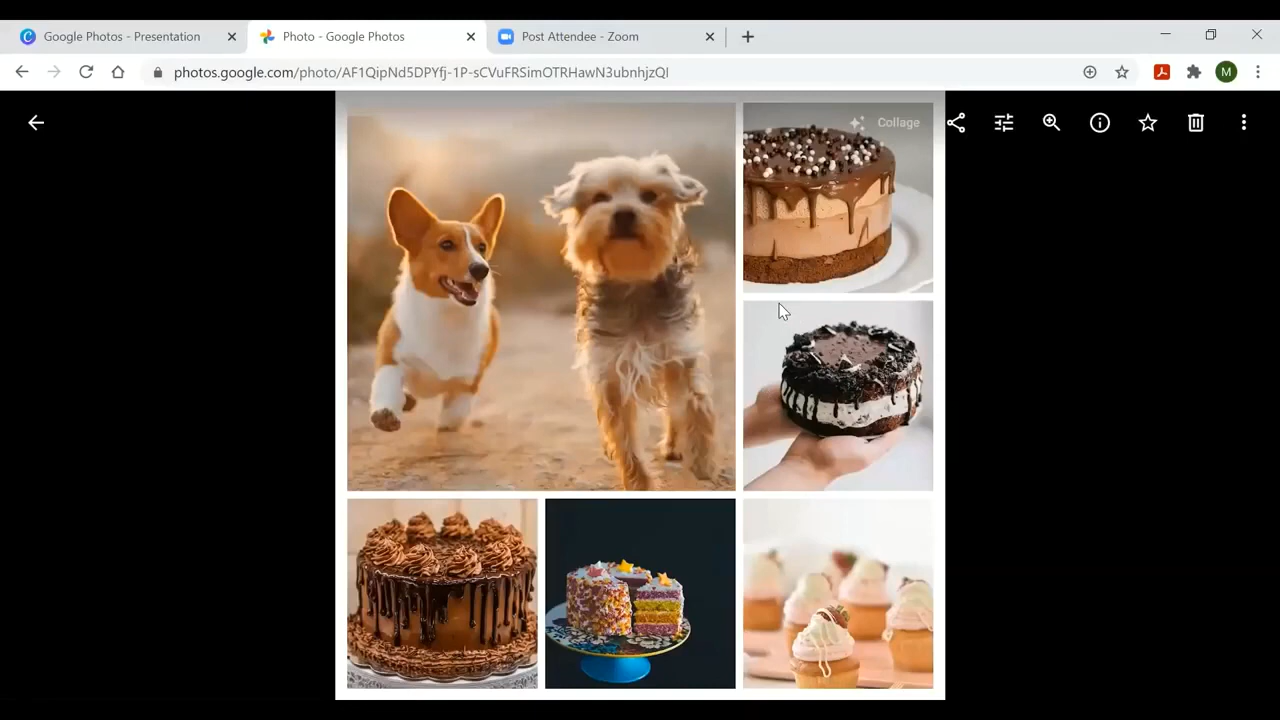 Google Photos - Presentation
Photo - Google Photos
Post Attendee - Zoom
photos.google.com/photo/AF1QipNd5DPYfj-1P-sCVuFRSimOTRHawN3ubnhjzQI
M
Collage